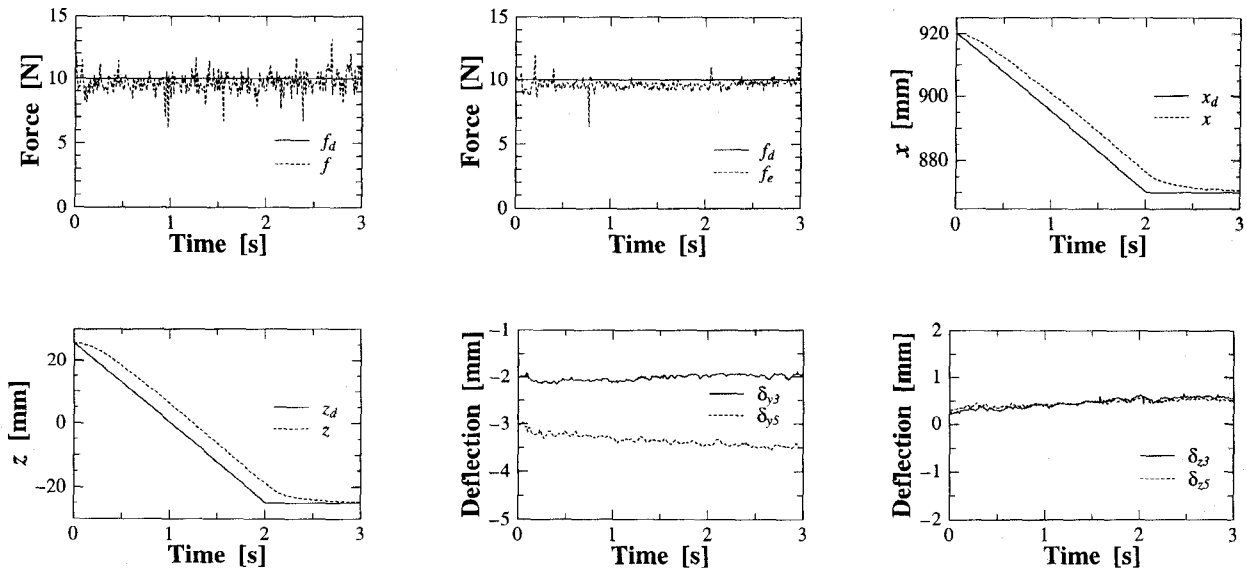 15
10
5
0
Force [N]
f_d
f
0 1 2 3
Time [s]
15
10
5
0
Force [N]
f_d
f_e
0 1 2 3
Time [s]
920
900
880
x [mm]
x_d
x
0 1 2 3
Time [s]
20
0
−20
z [mm]
z_d
z
0 1 2 3
Time [s]
−1
−2
−3
−4
−5
Deflection [mm]
δ_y3
δ_y5
0 1 2 3
Time [s]
2
1
0
−1
−2
Deflection [mm]
δ_z3
δ_z5
0 1 2 3
Time [s]